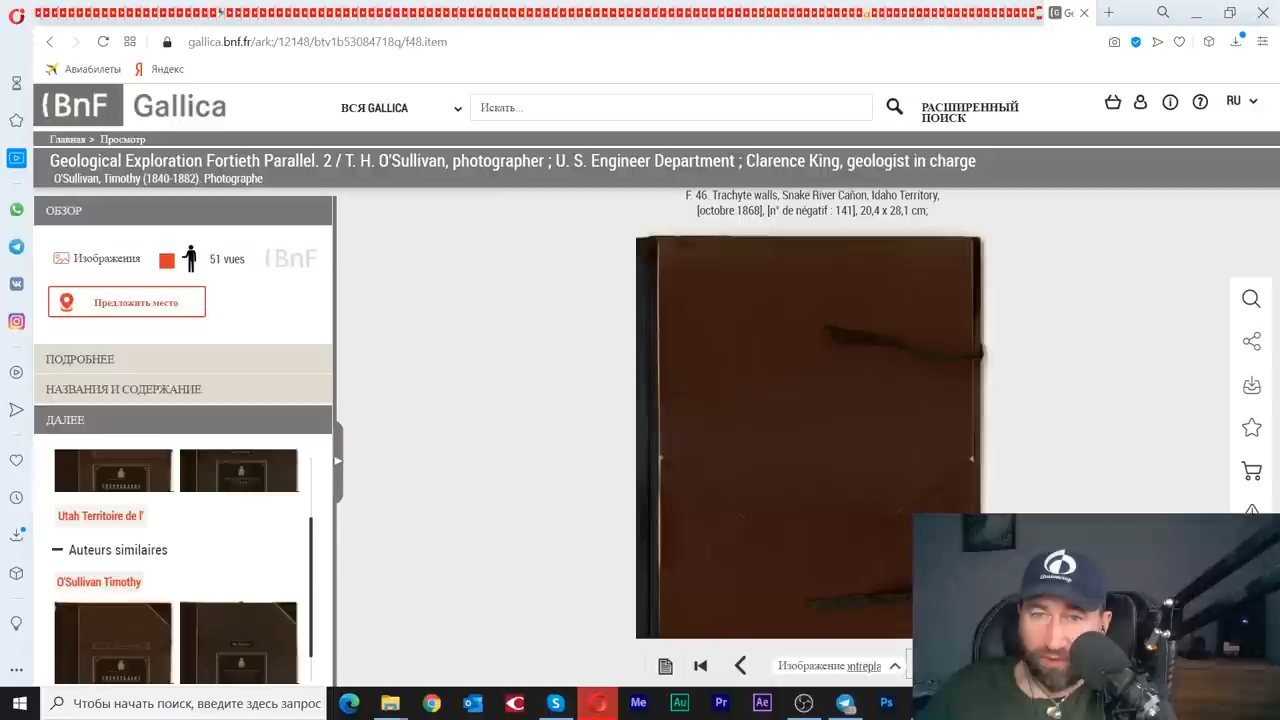 Ge
gallica.bnf.fr/ark:/12148/btv1b53084718q/f48.item
Авиабилеты
Яндекс
{BnF Gallica
ВСЯ GALLICA
Искать...
РАСШИРЕННЫЙ
ПОИСК
RU
Главная > Просмотр
Geological Exploration Fortieth Parallel. 2 / T. H. O'Sullivan, photographer ; U. S. Engineer Department ; Clarence King, geologist in charge
O'Sullivan, Timothy (1840-1882). Photographe
F. 46. Trachyte walls, Snake River Cañon, Idaho Territory,
[octobre 1868], [n° de négatif : 141], 20,4 x 28,1 cm;
ОБЗОР
Изображения
51 vues
{BnF
Предложить место
ПОДРОБНЕЕ
НАЗВАНИЯ И СОДЕРЖАНИЕ
ДАЛЕЕ
Utah Territoire de l'
Auteurs similaires
O'Sullivan Timothy
Изображение
Чтобы начать поиск, введите здесь запрос
Me
Au
Pr
Ae
Ps